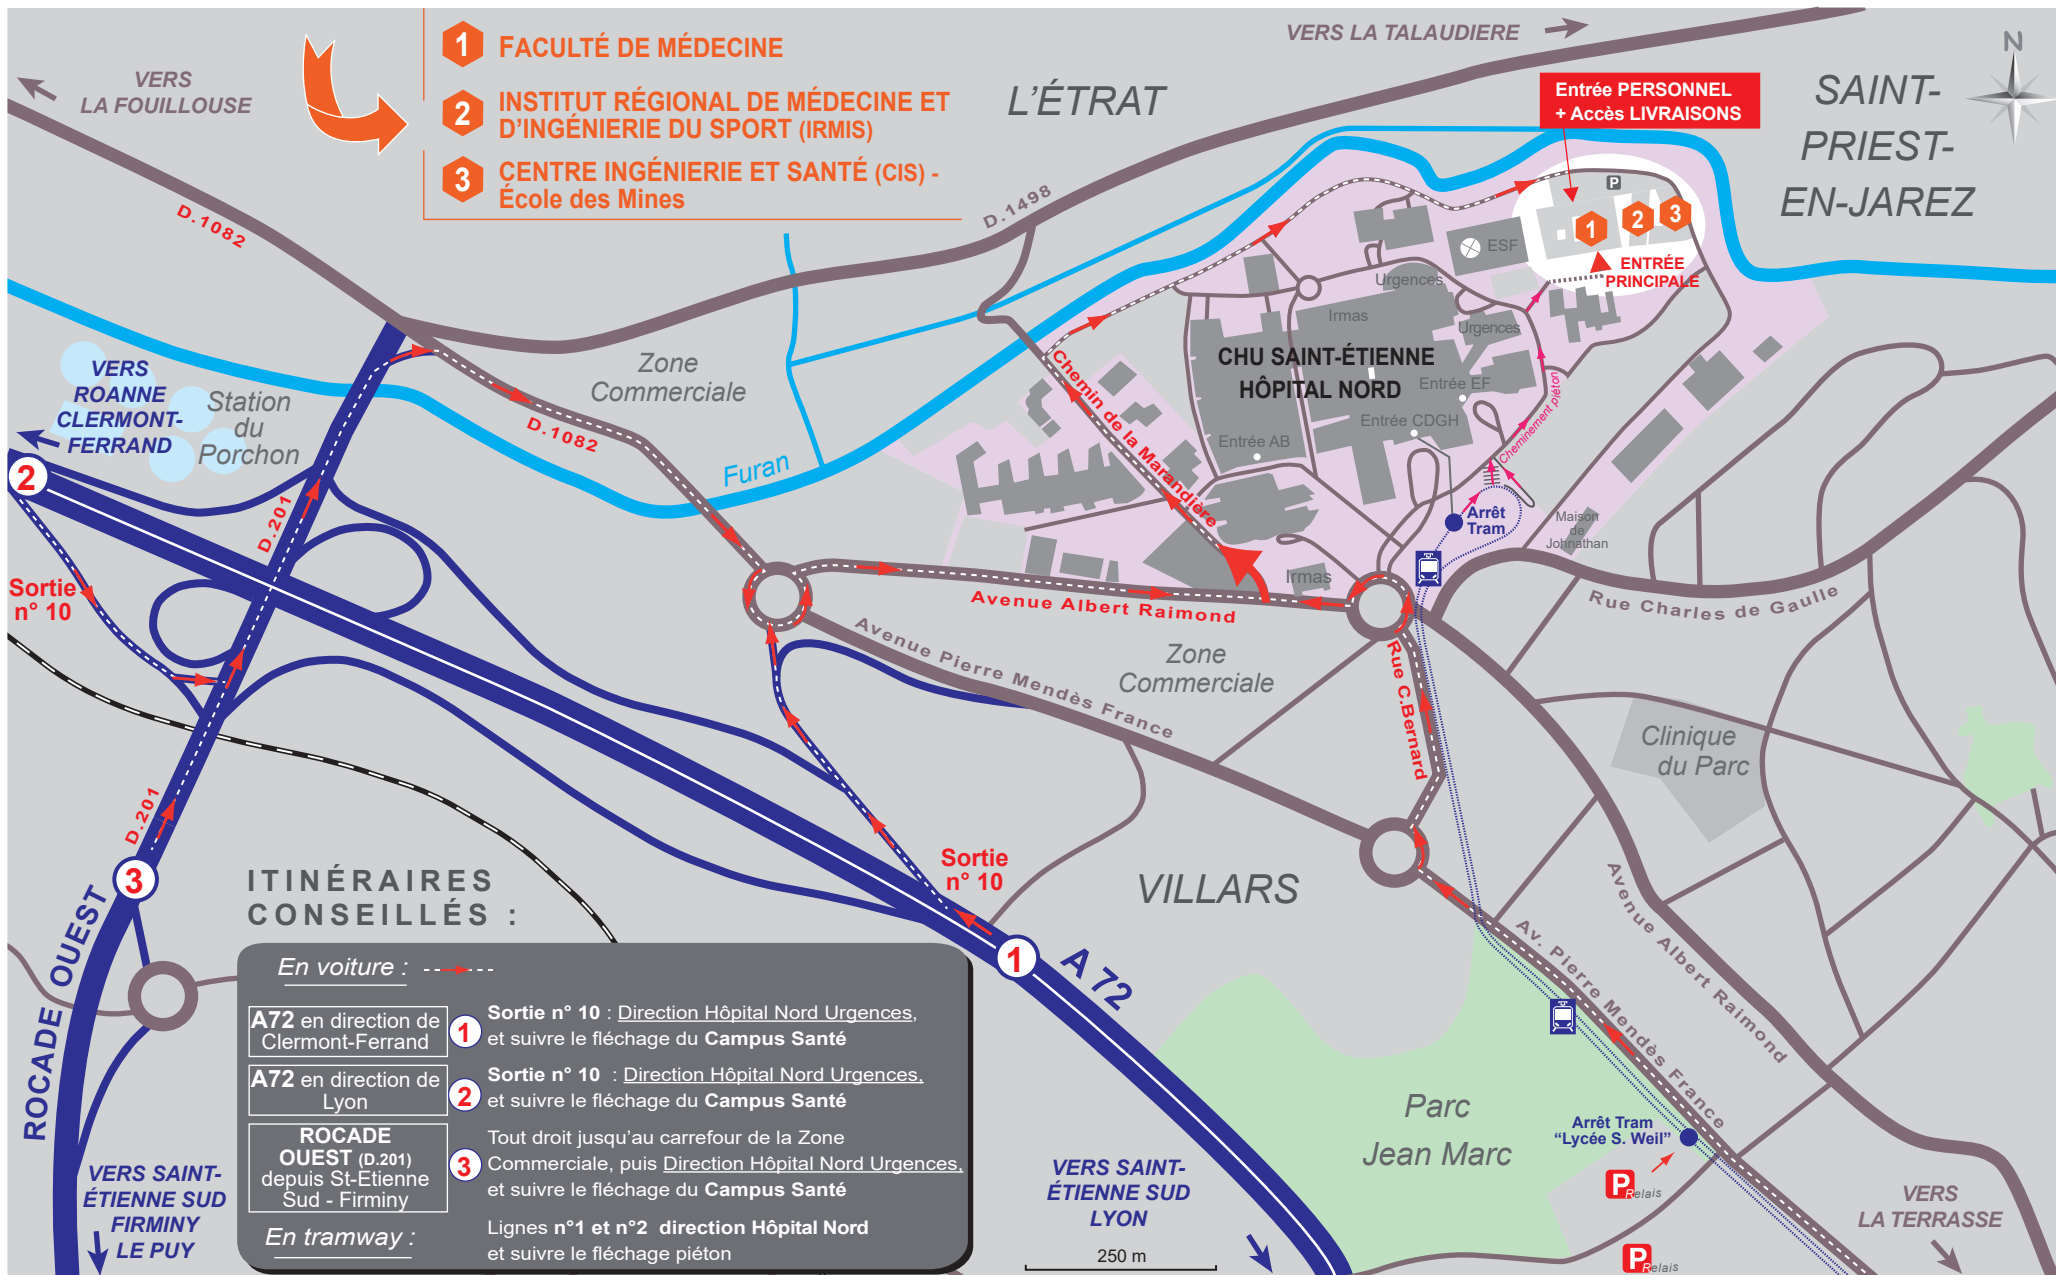 1 FACULTÉ DE MÉDECINE
2 INSTITUT RÉGIONAL DE MÉDECINE ET
D'INGÉNIERIE DU SPORT (IRMIS)
3 CENTRE INGÉNIERIE ET SANTÉ (CIS) -
École des Mines
VERS
LA FOUILLOUSE
VERS LA TALAUDIERE
L'ÉTRAT
Entrée PERSONNEL
+ Accès LIVRAISONS
SAINT-
PRIEST-
EN-JAREZ
N
D.1082
D.1498
P
1
2
3
ESF
ENTRÉE
PRINCIPALE
Urgences
Irmas
Urgences
CHU SAINT-ÉTIENNE
HÔPITAL NORD
Entrée EF
Entrée CDGH
Entrée AB
Cheminement piéton
Chemin de la Marandière
Zone
Commerciale
VERS
ROANNE
CLERMONT-
FERRAND
Station
du
Porchon
D.1082
Furan
2
D.201
Arrêt
Tram
Maison
de
Johnathan
Sortie
n° 10
Irmas
Avenue Albert Raimond
Rue Charles de Gaulle
Avenue Pierre Mendès France
Zone
Commerciale
Rue C.Bernard
Clinique
du Parc
D.201
3
Sortie
n° 10
VILLARS
1
A 72
ROCADE OUEST
Av. Pierre Mendès France
Avenue Albert Raimond
ITINÉRAIRES
CONSEILLÉS :
En voiture :
A72 en direction de
Clermont-Ferrand
1
Sortie n° 10 : Direction Hôpital Nord Urgences,
et suivre le fléchage du Campus Santé
A72 en direction de
Lyon
2
Sortie n° 10 : Direction Hôpital Nord Urgences,
et suivre le fléchage du Campus Santé
ROCADE
OUEST (D.201)
depuis St-Etienne
Sud - Firminy
3
Tout droit jusqu'au carrefour de la Zone
Commerciale, puis Direction Hôpital Nord Urgences,
et suivre le fléchage du Campus Santé
En tramway :
Lignes n°1 et n°2 direction Hôpital Nord
et suivre le fléchage piéton
VERS SAINT-
ÉTIENNE SUD
FIRMINY
LE PUY
VERS SAINT-
ÉTIENNE SUD
LYON
250 m
Parc
Jean Marc
Arrêt Tram
“Lycée S. Weil”
P Relais
P Relais
VERS
LA TERRASSE